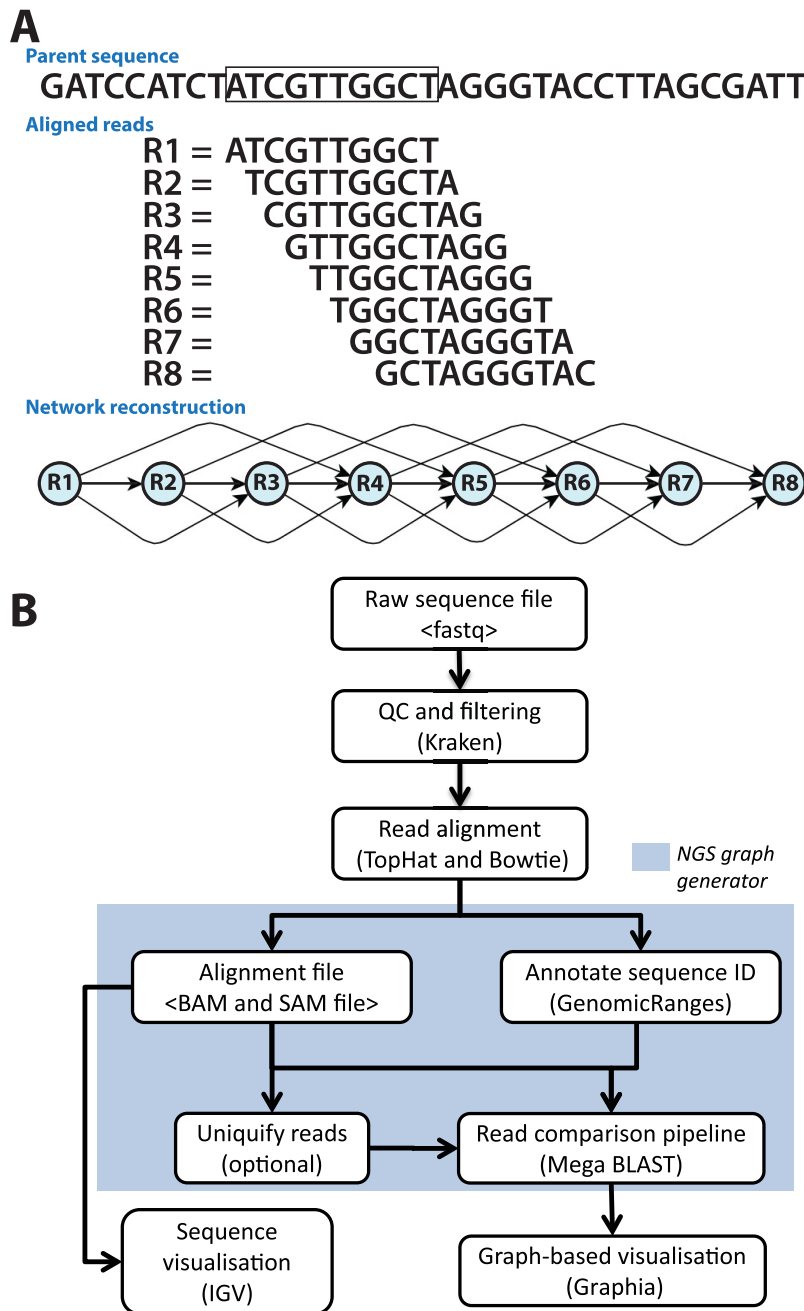 A
Parent sequence
GATCCATCTATCGTTGGCTAGGGTACCTTAGCGATT
Aligned reads
R1 = ATCGTTGGCT
R2 = TCGTTGGCTA
R3 = CGTTGGCTAG
R4 = GTTGGCTAGG
R5 = TTGGCTAGGG
R6 = TGGCTAGGGT
R7 = GGCTAGGGTA
R8 = GCTAGGGTAC
Network reconstruction
R1 R2 R3 R4 R5 R6 R7 R8
B
Raw sequence file
<fastq>
QC and filtering
(Kraken)
Read alignment
(TopHat and Bowtie)
NGS graph
generator
Alignment file
<BAM and SAM file>
Annotate sequence ID
(GenomicRanges)
Uniquify reads
(optional)
Read comparison pipeline
(Mega BLAST)
Sequence
visualisation
(IGV)
Graph-based visualisation
(Graphia)